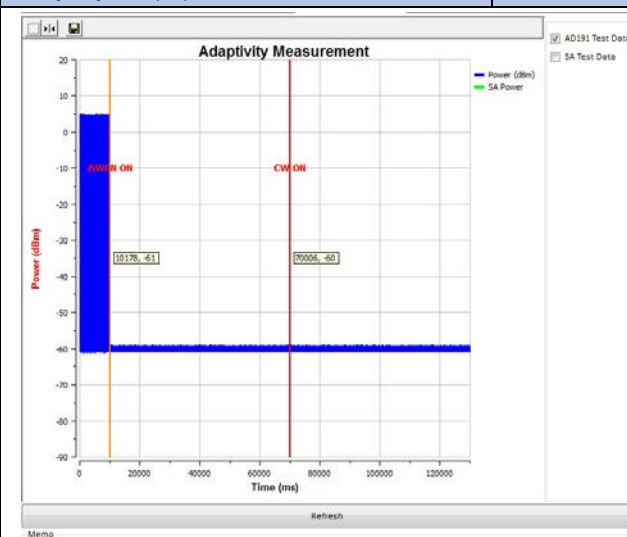 Adaptivity Measurement
AD191 Test Data
SA Test Data
Power (dBm)
SA Power
20
10
0
-10
-20
-30
-40
-50
-60
-70
-80
-90
Power (dBm)
AWGN ON
CW ON
10178, -61
70006, -60
0
20000
40000
60000
80000
100000
120000
Time (ms)
Refresh
Memo